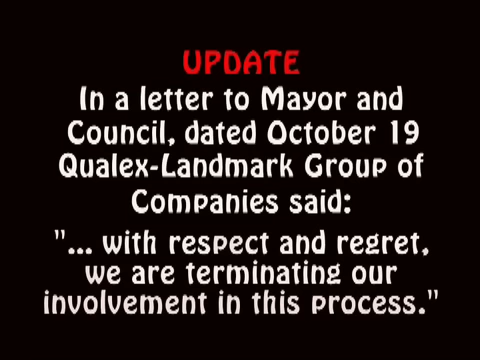 UPDATE
In a letter to Mayor and
Council, dated October 19
Qualex-Landmark Group of
Companies said:
"... with respect and regret,
we are terminating our
involvement in this process."